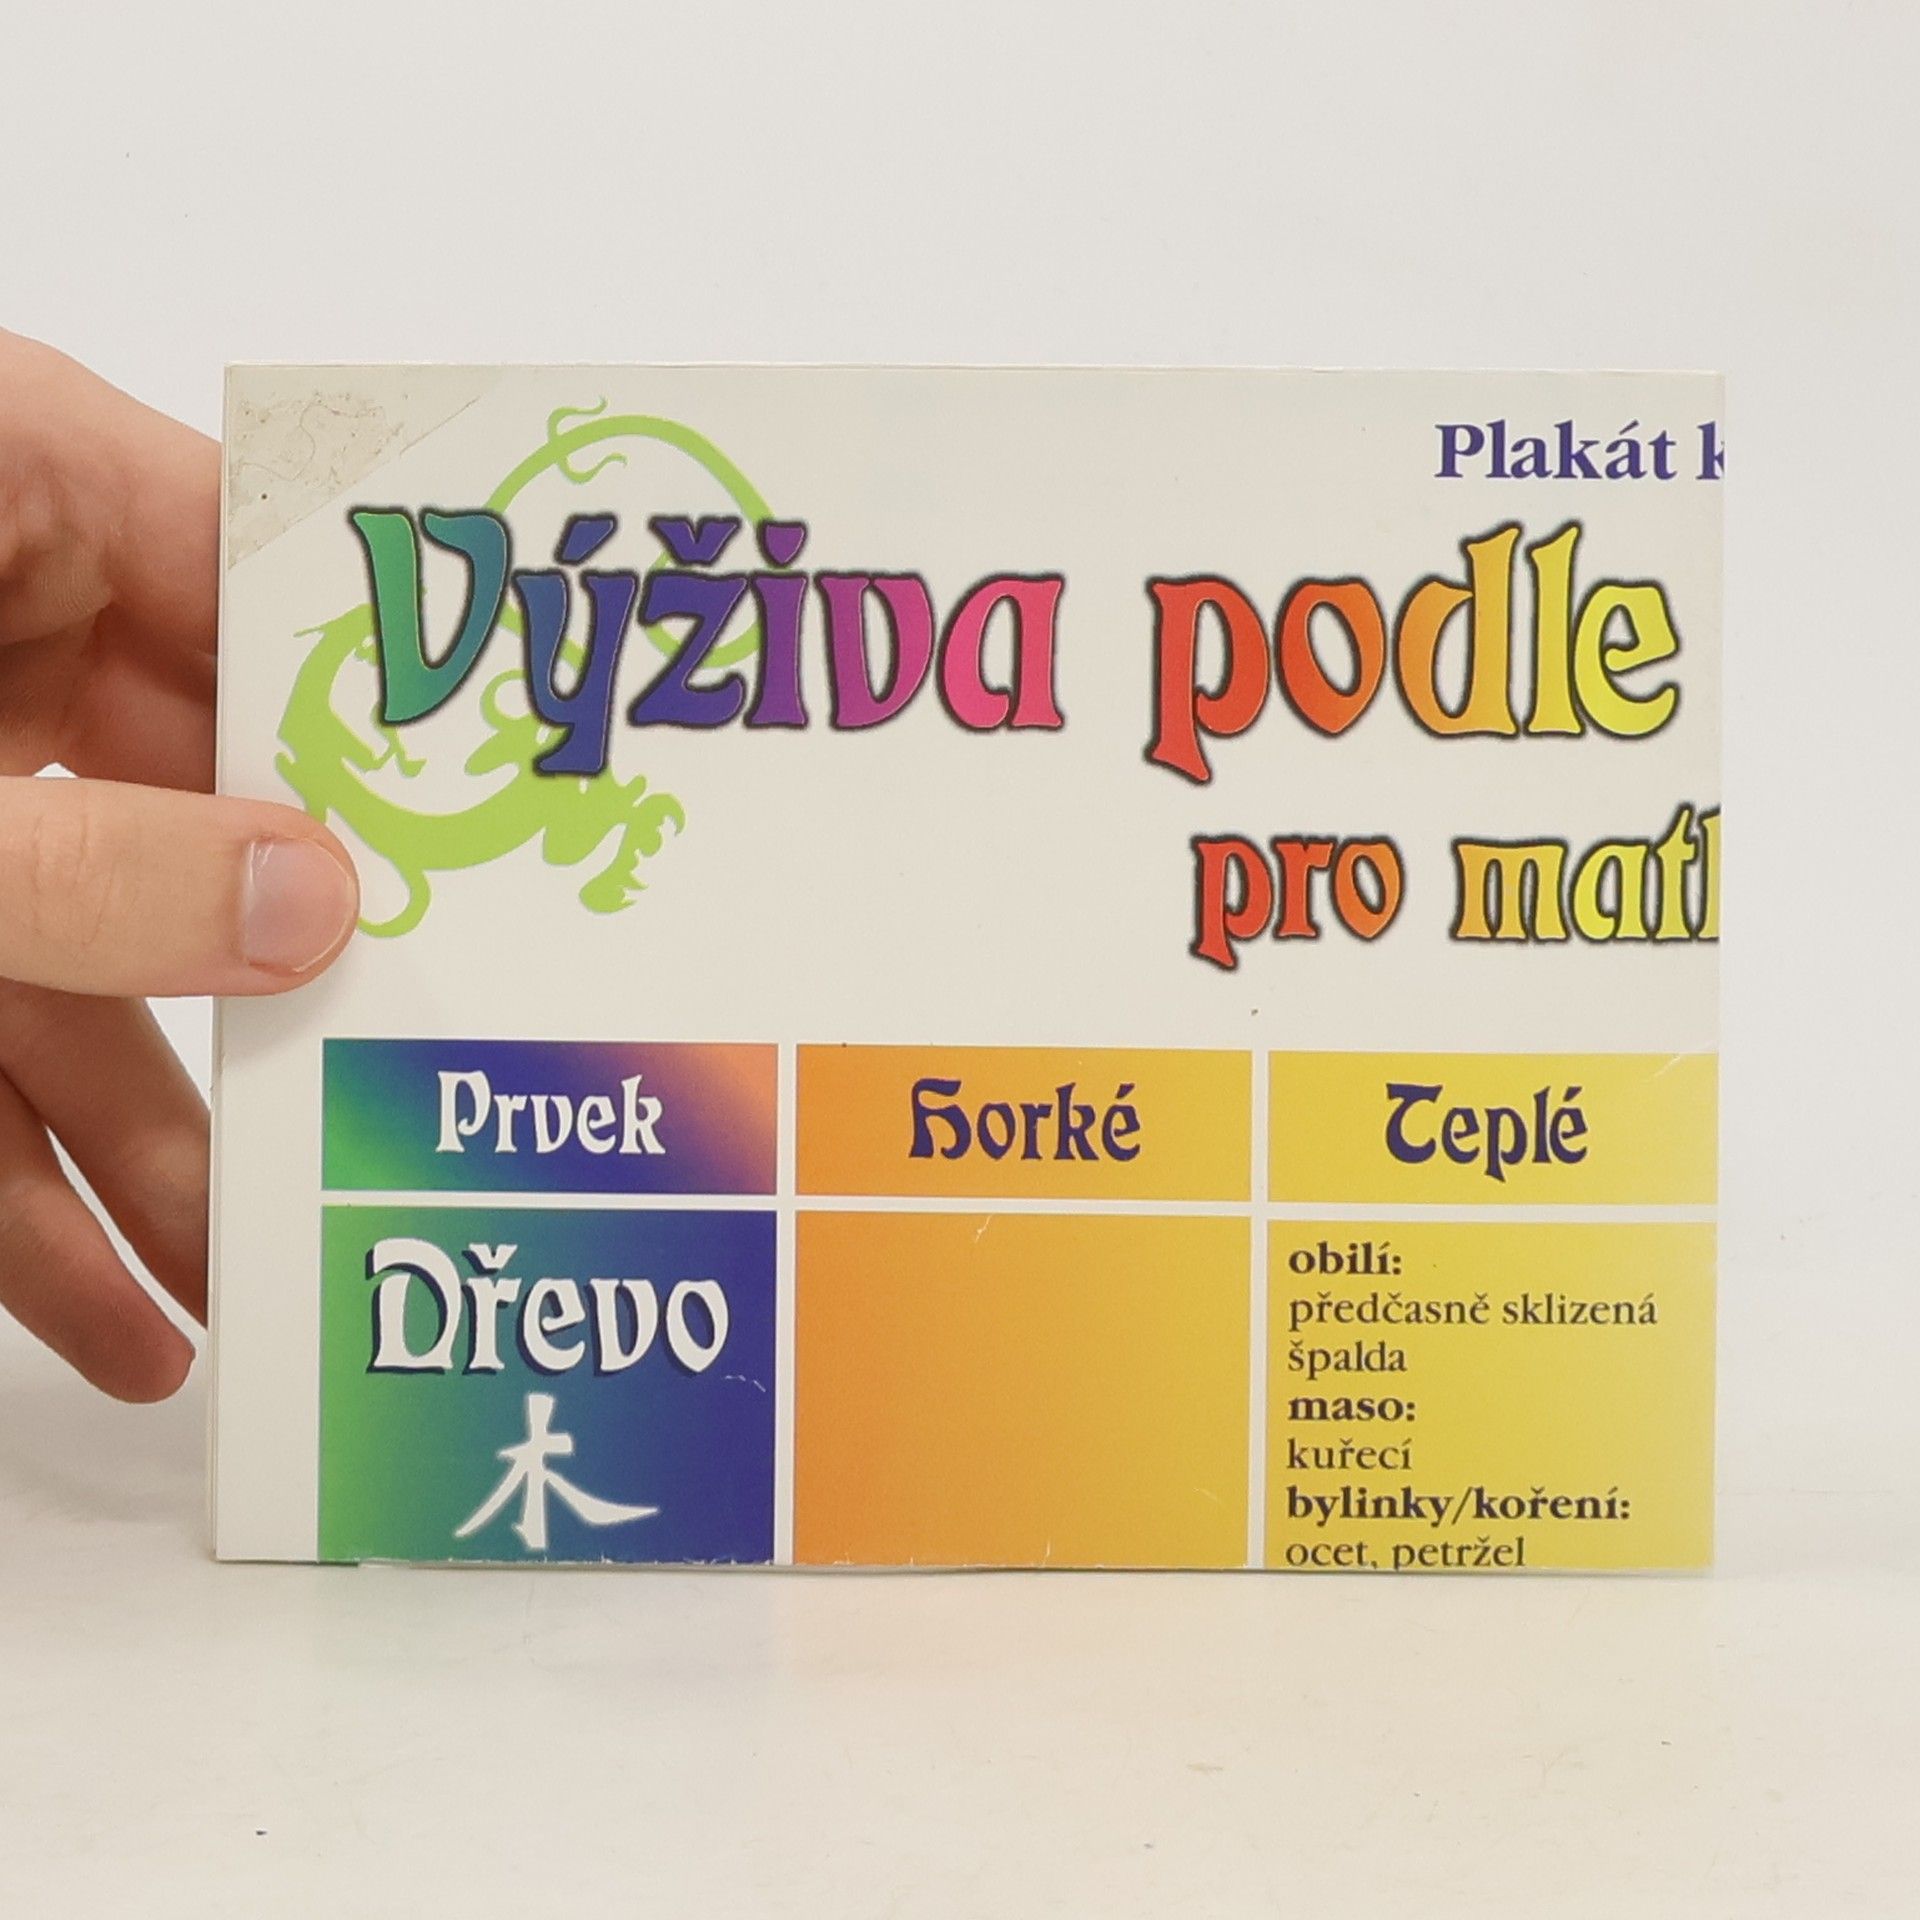 Plakát k
Výživa podle
pro matk
Prvek
Horké
Teplé
Dřevo
木
obilí:
předčasně sklizená
špalda
maso:
kuřecí
bylinky/koření:
ocet, petržel